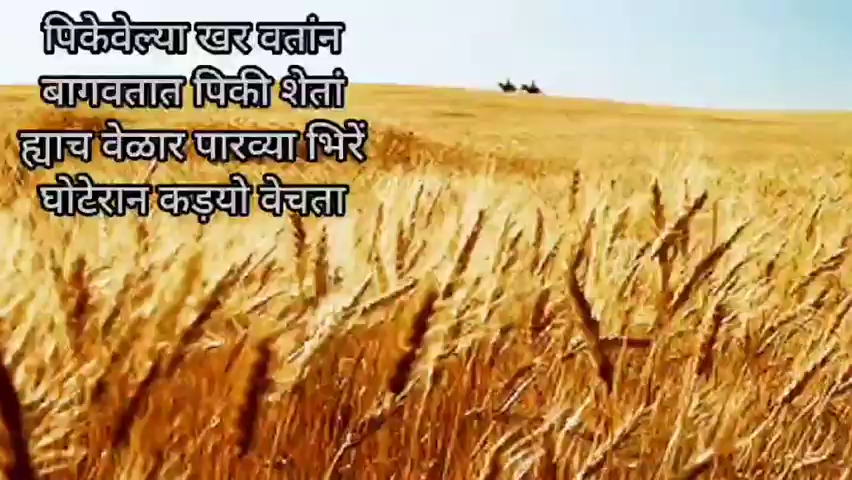 पिकेवेल्या खर वतांन
बागवतात पिकी शेतां
ह्याच वेळार पारव्या भिरें
घोटेरान कड़यो वेचता